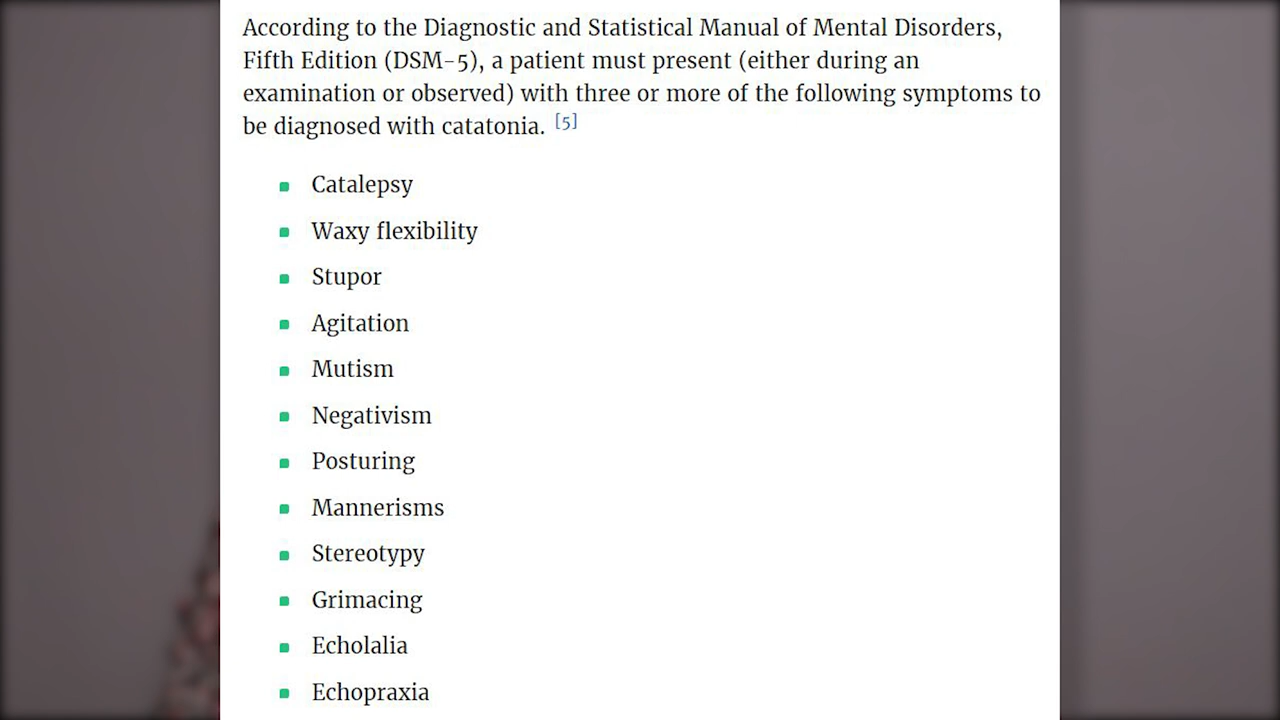 According to the Diagnostic and Statistical Manual of Mental Disorders,
Fifth Edition (DSM-5), a patient must present (either during an
examination or observed) with three or more of the following symptoms to
be diagnosed with catatonia. [5]
Catalepsy
Waxy flexibility
Stupor
Agitation
Mutism
Negativism
Posturing
Mannerisms
Stereotypy
Grimacing
Echolalia
Echopraxia